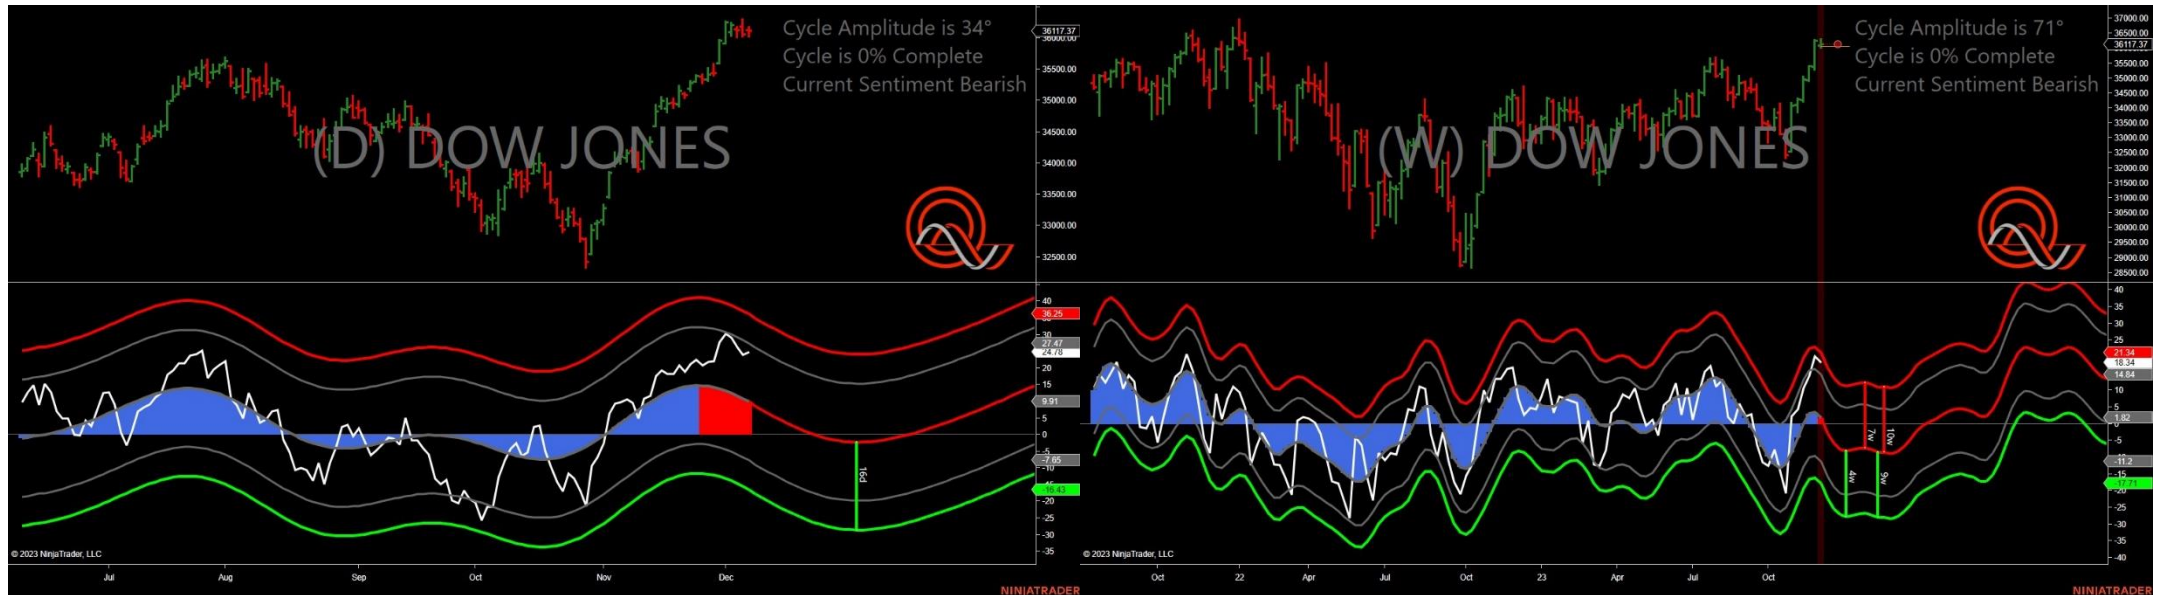 Cycle Amplitude is 34°
Cycle is 0% Complete
Current Sentiment Bearish
(D) DOW JONES
36117.37
36000.00
35500.00
35000.00
34500.00
34000.00
33500.00
33000.00
32500.00
40
36.25
30
27.47
24.78
20
15
9.91
5
0
-5
-7.65
-10
-15
-16.43
-20
-25
-30
-35
16d
© 2023 NinjaTrader, LLC
Jul
Aug
Sep
Oct
Nov
Dec
NINJATRADER
Cycle Amplitude is 71°
Cycle is 0% Complete
Current Sentiment Bearish
(W) DOW JONES
37000.00
36500.00
36117.37
35500.00
35000.00
34500.00
34000.00
33500.00
33000.00
32500.00
32000.00
31500.00
31000.00
30500.00
30000.00
29500.00
29000.00
28500.00
40
35
30
25
21.34
18.34
14.84
10
5
1.82
0
-5
-11.2
-15
-17.71
-20
-25
-30
-35
-40
7w
10w
4w
9w
© 2023 NinjaTrader, LLC
Oct
22
Apr
Jul
Oct
23
Apr
Jul
Oct
NINJATRADER